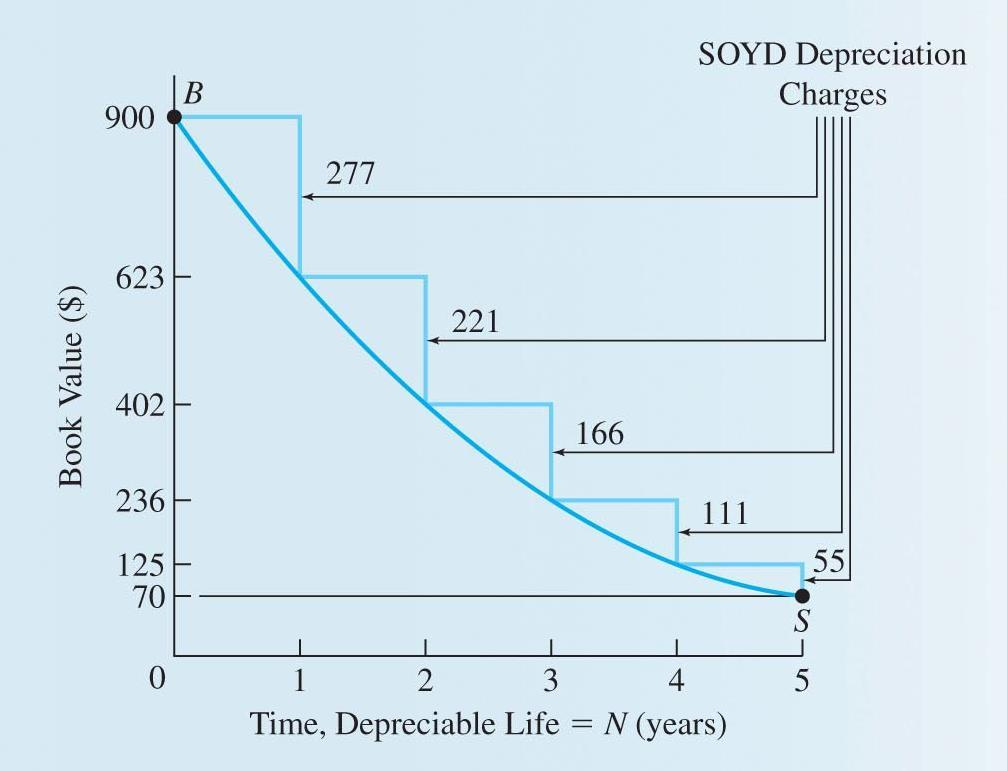 SOYD Depreciation
Charges
B
900
277
623
221
402
166
236
111
125
55
70
S
0
1 2 3 4 5
Book Value ($)
Time, Depreciable Life = N (years)